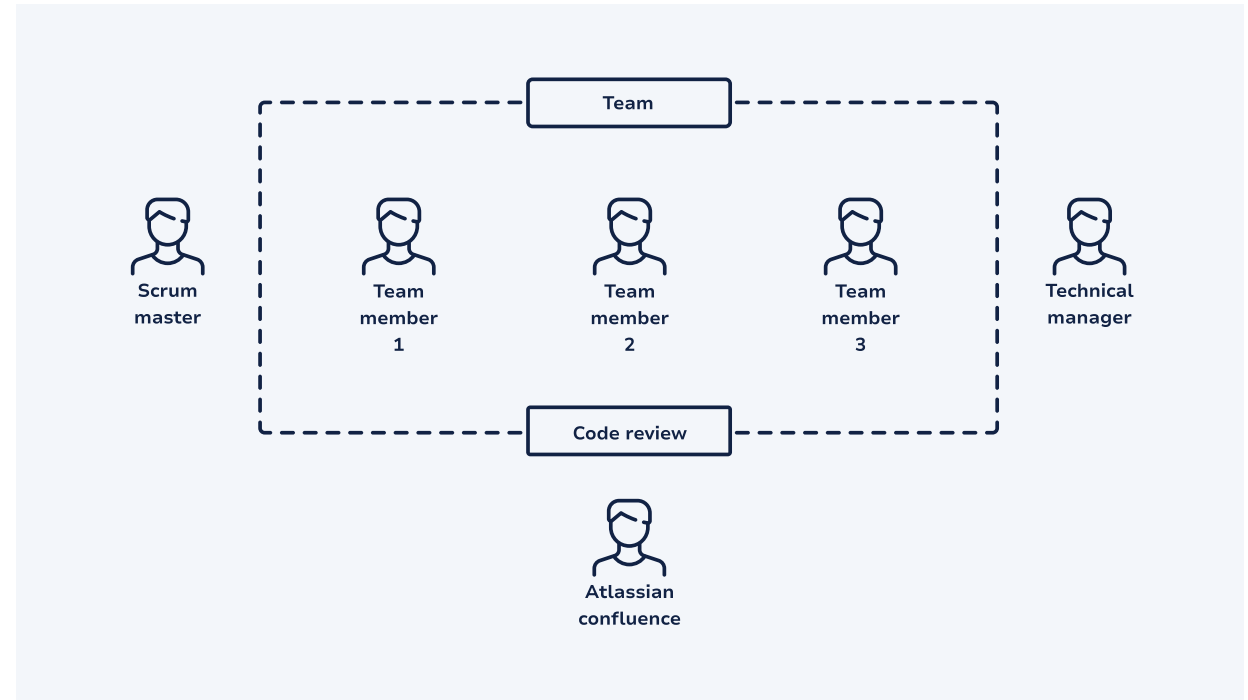 Team
Scrum
master
Team
member
1
Team
member
2
Team
member
3
Technical
manager
Code review
Atlassian
confluence